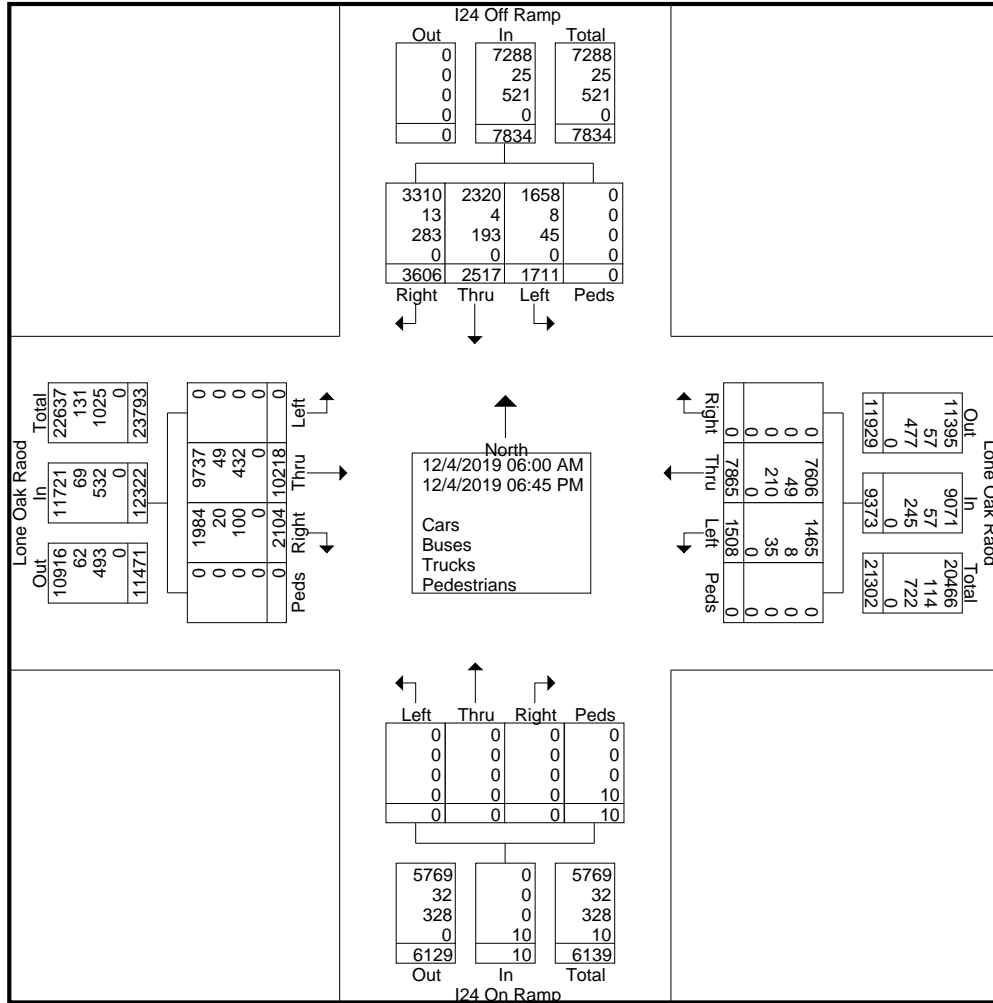 I24 Off Ramp
Out In Total
0 7288 7288
0 25 25
0 521 521
0 0 0
0 7834 7834
3310 2320 1658 0
13 4 8 0
283 193 45 0
0 0 0 0
3606 2517 1711 0
Right Thru Left Peds
Lone Oak Raod
Total
22637
131
1025
0
23793
In
11721
69
532
0
12322
Out
10916
62
493
0
11471
Left
0
0
0
0
0
Thru
9737
49
432
0
10218
Right
1984
20
100
0
2104
Peds
0
0
0
0
0
North
12/4/2019 06:00 AM
12/4/2019 06:45 PM
Cars
Buses
Trucks
Pedestrians
Right
0
0
0
0
0
Thru
7606
49
210
0
7865
Left
1465
8
35
0
1508
Peds
0
0
0
0
0
Lone Oak Raod
Out
11395
57
477
0
11929
In
9071
57
245
0
9373
Total
20466
114
722
0
21302
Left Thru Right Peds
0 0 0 0
0 0 0 0
0 0 0 0
0 0 0 10
0 0 0 10
5769 0 5769
32 0 32
328 0 328
0 10 10
6129 10 6139
Out In Total
I24 On Ramp